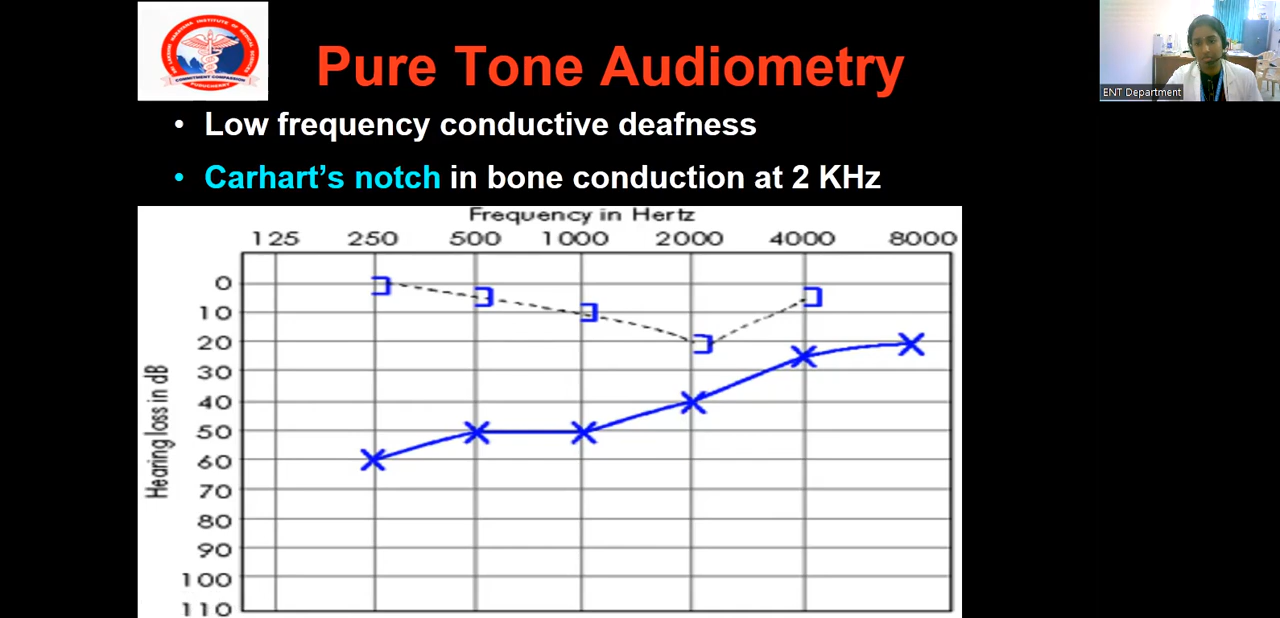 Pure Tone Audiometry
ENT Department
• Low frequency conductive deafness
• Carhart's notch in bone conduction at 2 KHz
Frequency in Hertz
125 250 500 1000 2000 4000 8000
Hearing loss in dB
0
10
20
30
40
50
60
70
80
90
100
110
COMMITMENT COMPASSION